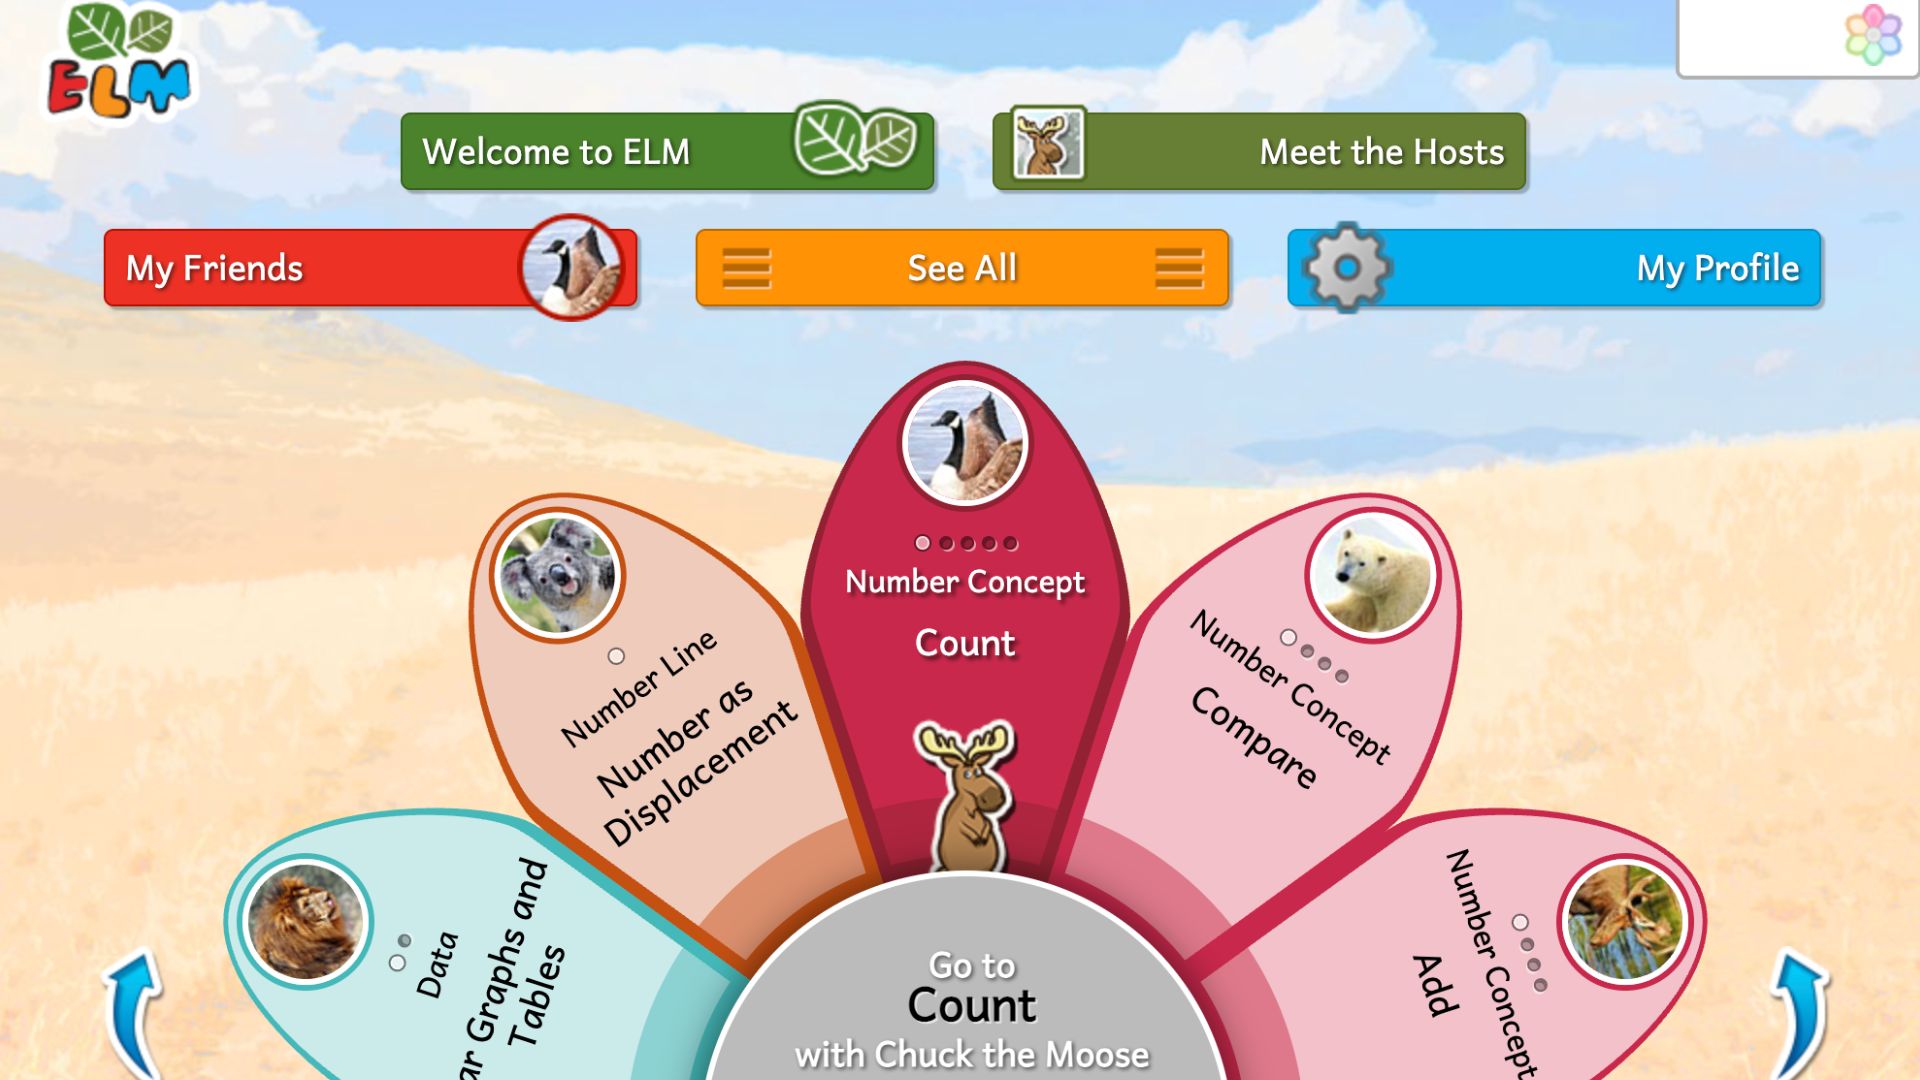 ELM
Welcome to ELM
Meet the Hosts
My Friends
See All
My Profile
Number Concept
Count
Number Line
Number as
Displacement
Number Concept
Compare
Data
Graphs and
Tables
Number Concept
Add
Go to
Count
with Chuck the Moose